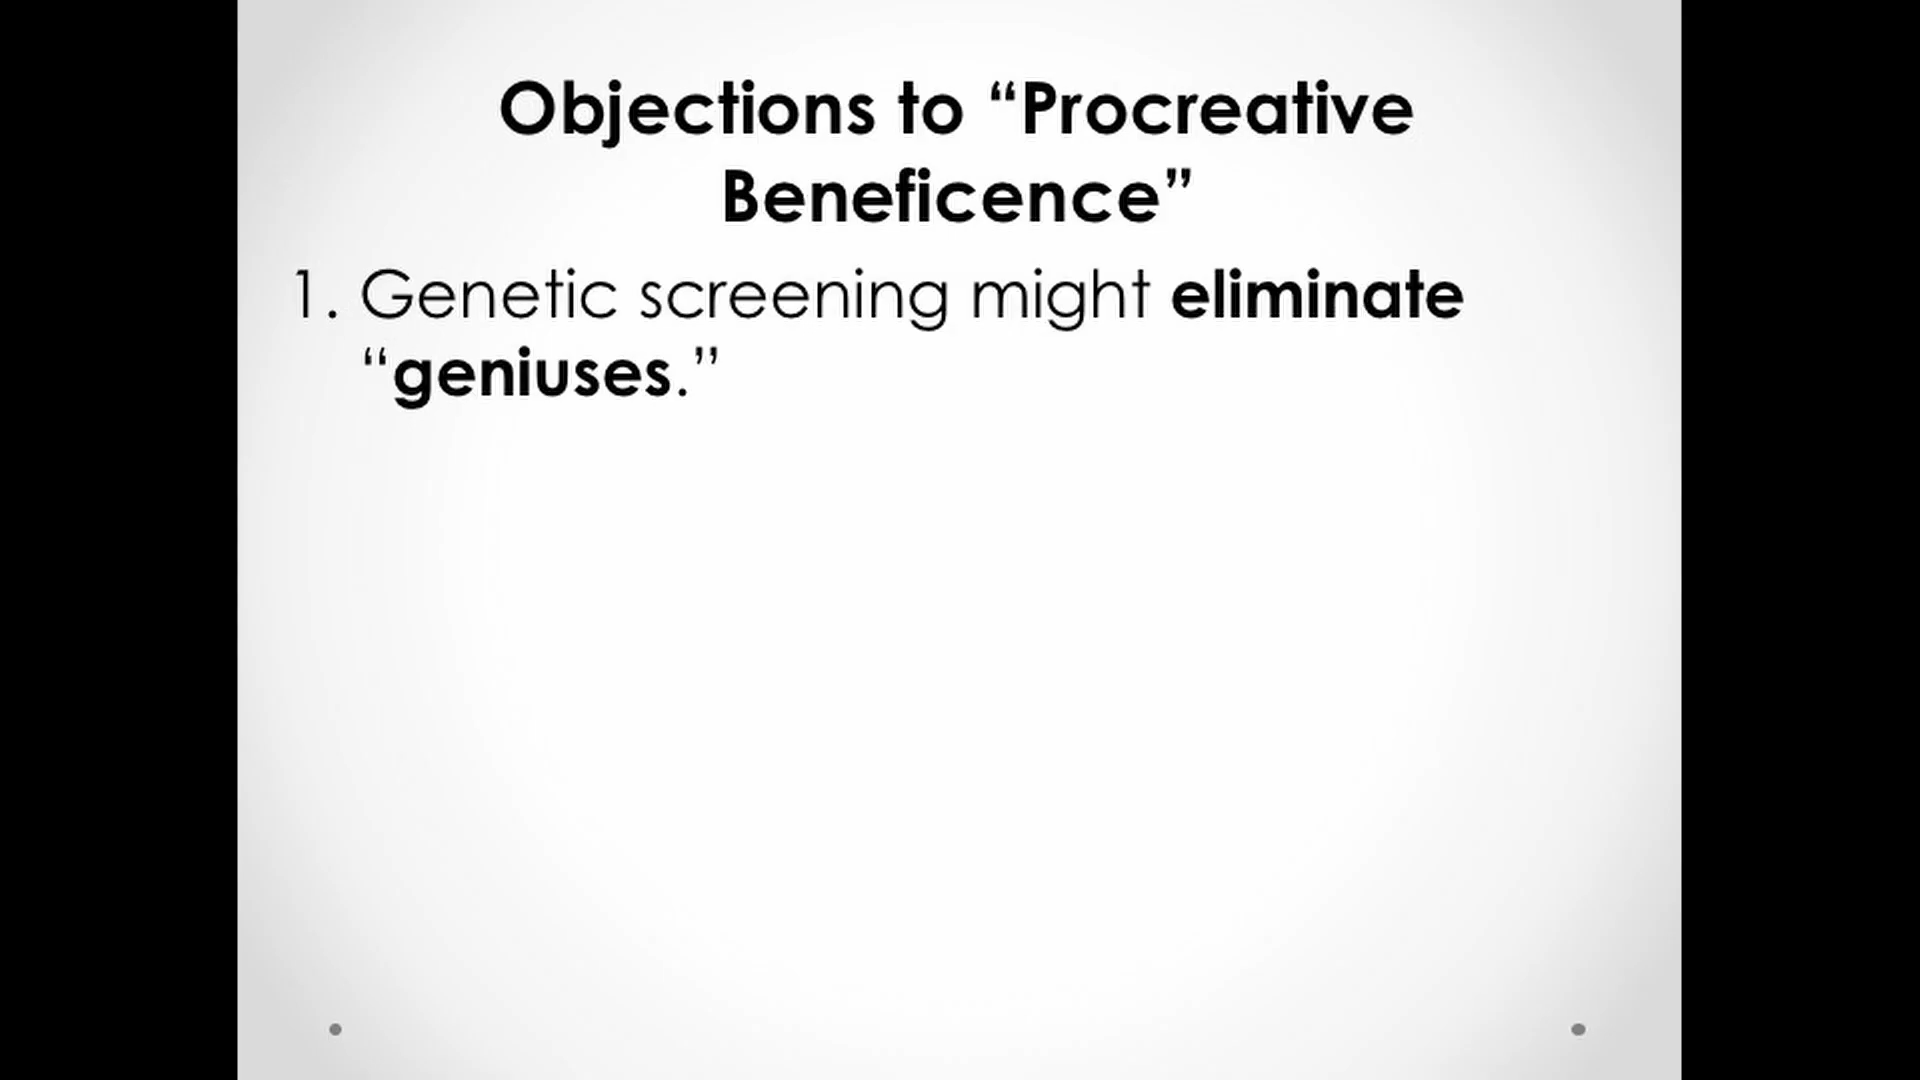 Objections to “Procreative
Beneficence”
1. Genetic screening might eliminate
“geniuses.”